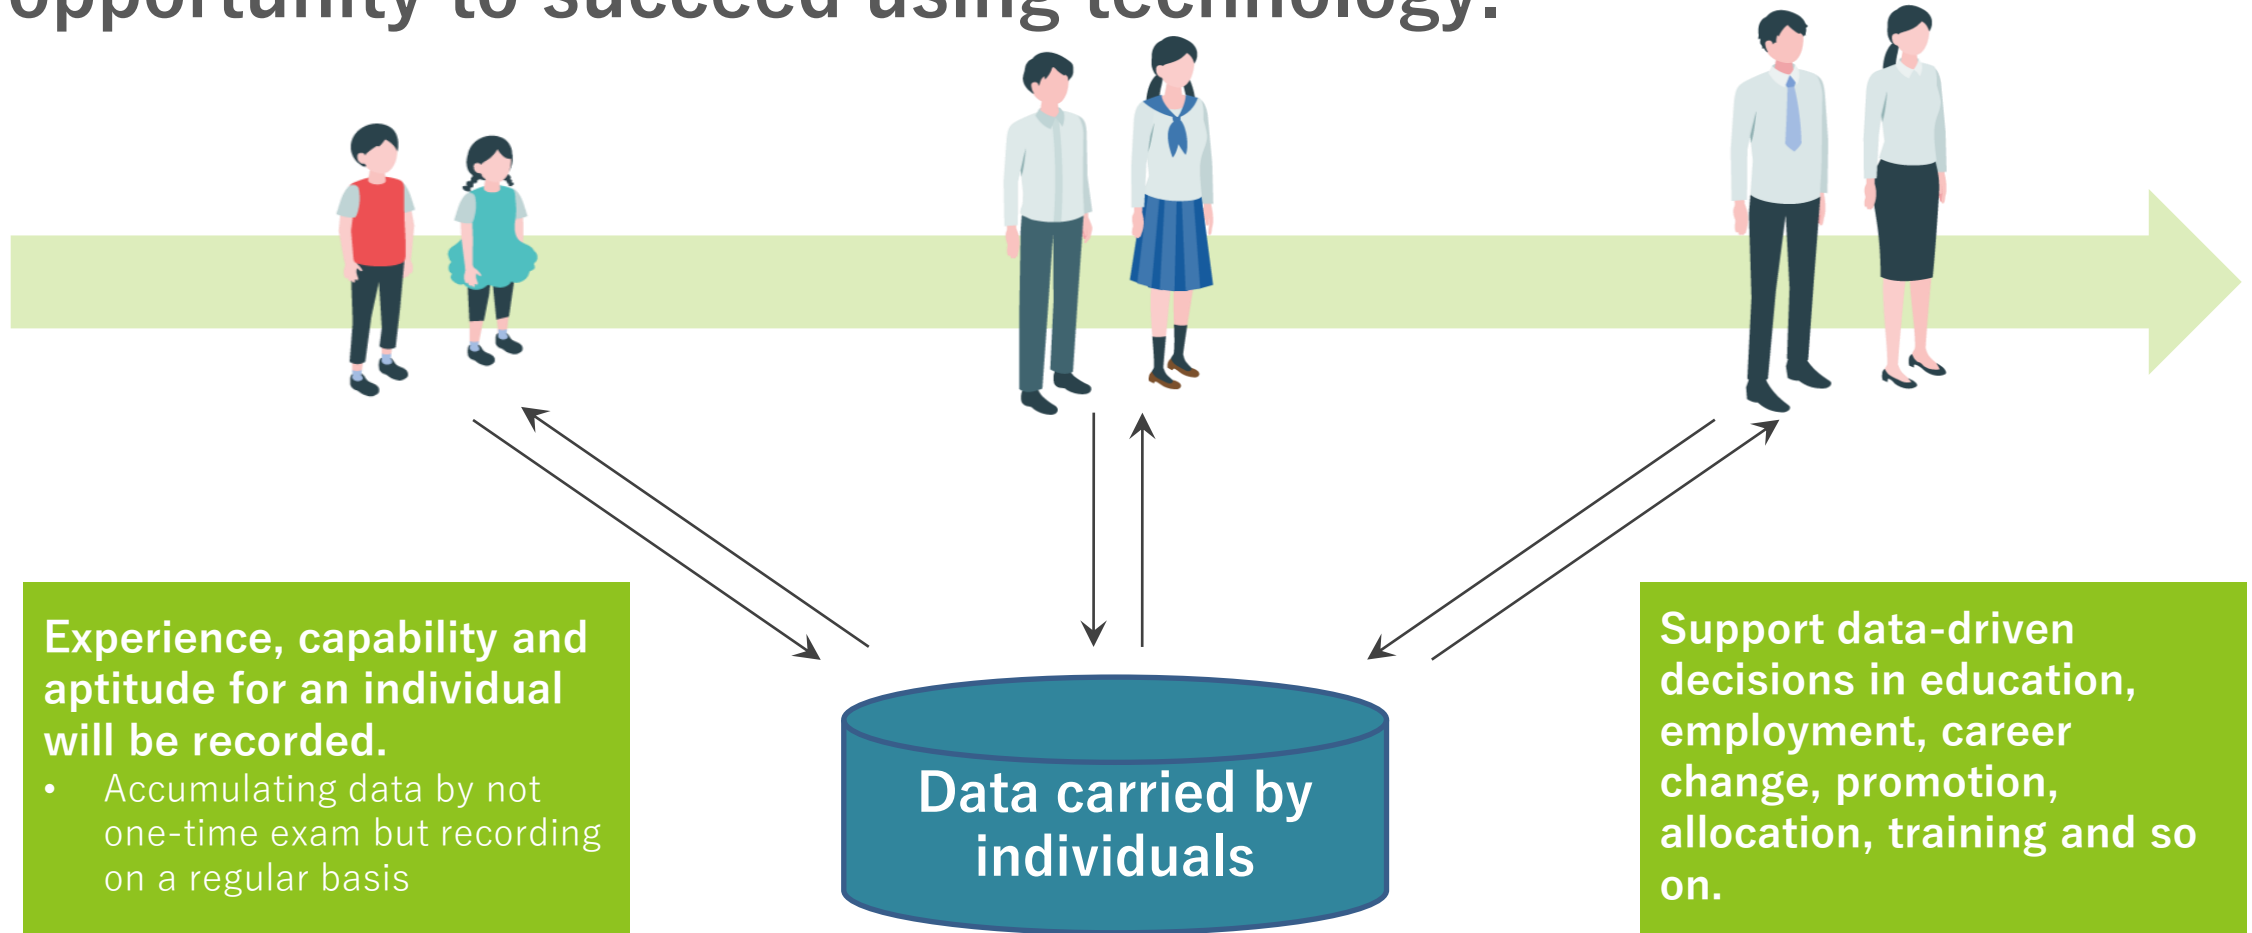 opportunity to succeed using technology.
Experience, capability and
aptitude for an individual
will be recorded.
• Accumulating data by not
one-time exam but recording
on a regular basis
Data carried by
individuals
Support data-driven
decisions in education,
employment, career
change, promotion,
allocation, training and so
on.